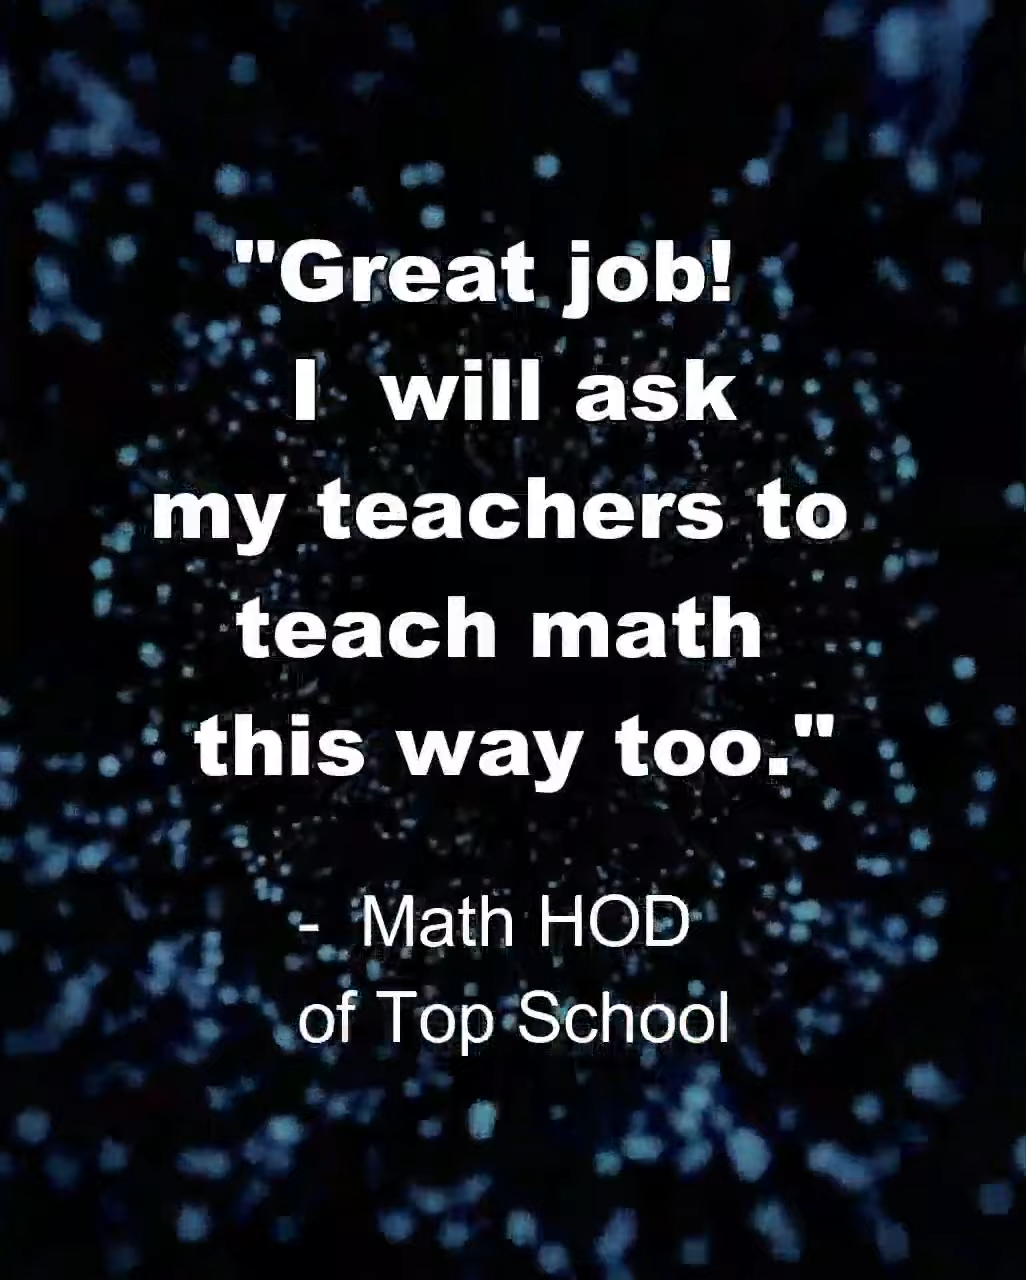 "Great job!
I will ask
my teachers to
teach math
this way too."
- Math HOD
of Top School